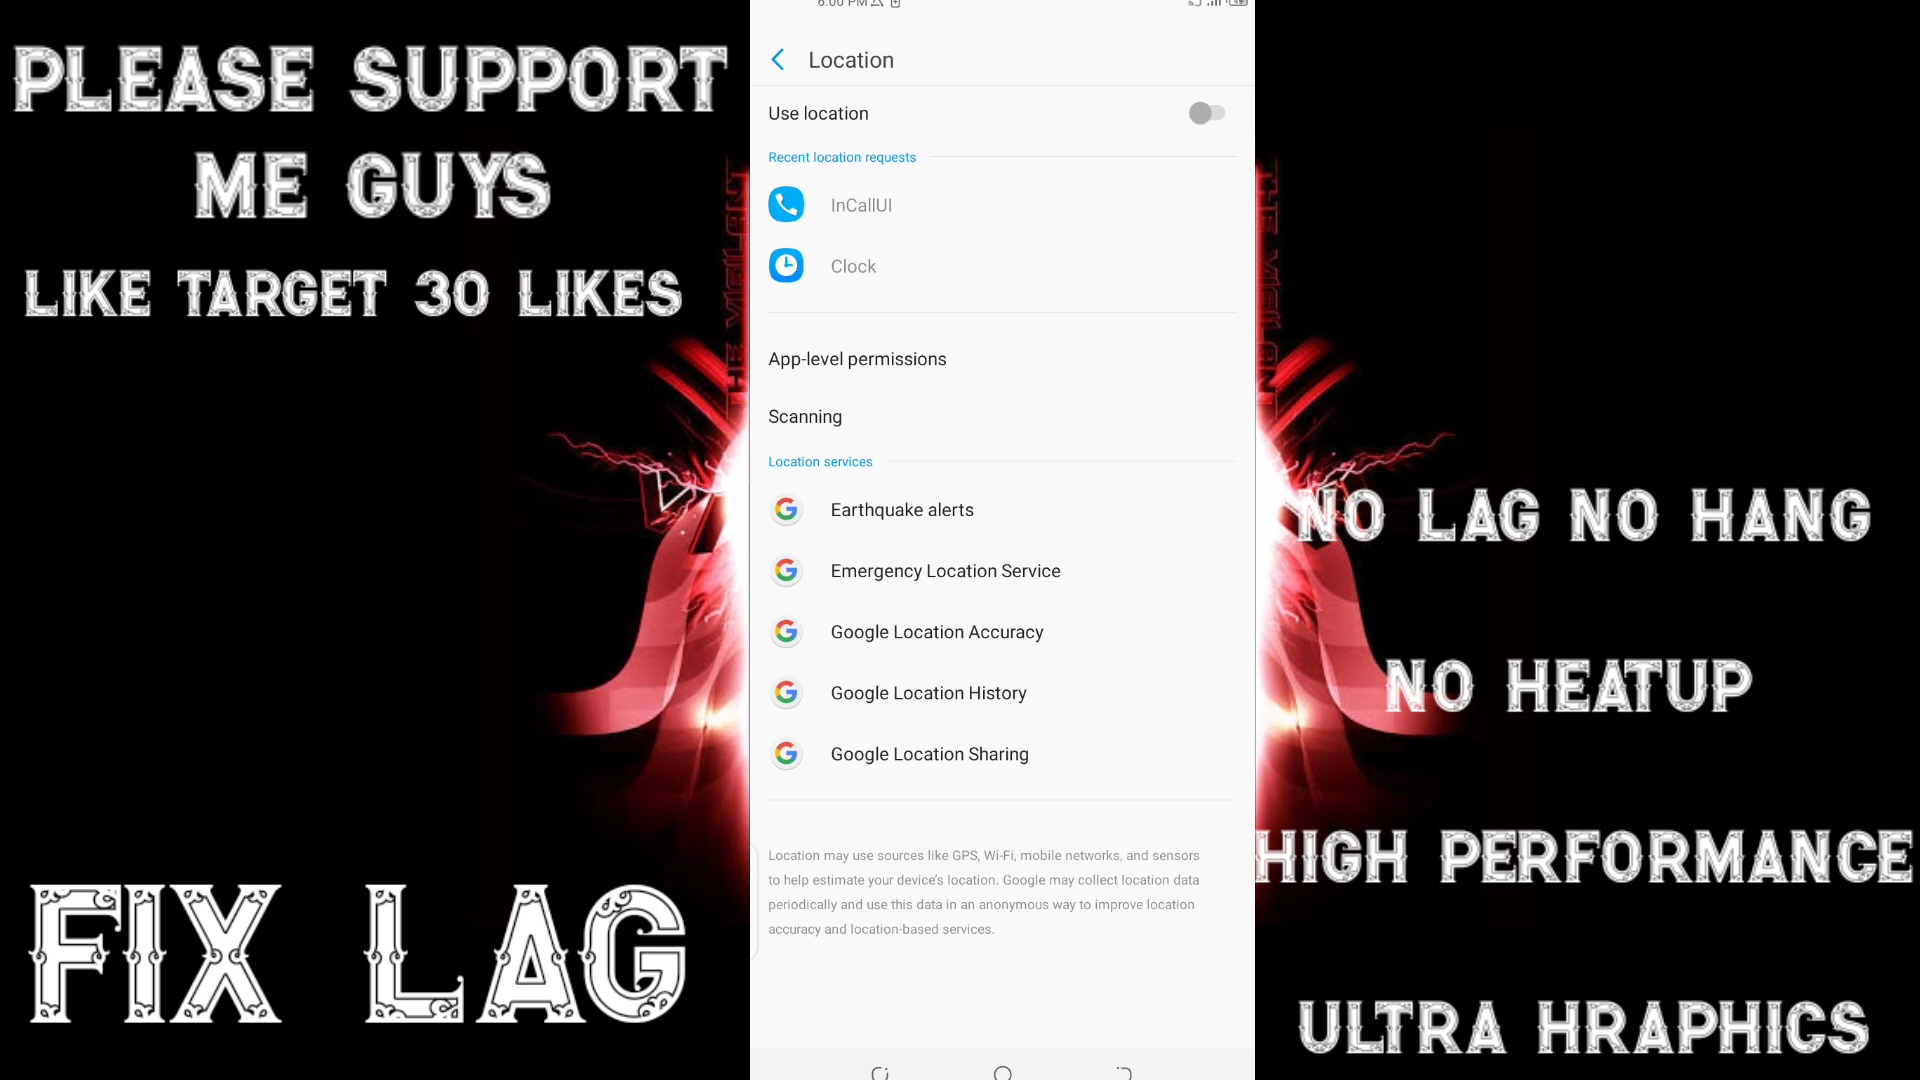 PLEASE SUPPORT
ME GUYS
LIKE TARGET 30 LIKES
FIX LAG
6:00 PM
Location
Use location
Recent location requests
InCallUI
Clock
App-level permissions
Scanning
Location services
Earthquake alerts
Emergency Location Service
Google Location Accuracy
Google Location History
Google Location Sharing
Location may use sources like GPS, Wi-Fi, mobile networks, and sensors
to help estimate your device's location. Google may collect location data
periodically and use this data in an anonymous way to improve location
accuracy and location-based services.
NO LAG NO HANG
NO HEATUP
HIGH PERFORMANCE
ULTRA HRAPHICS